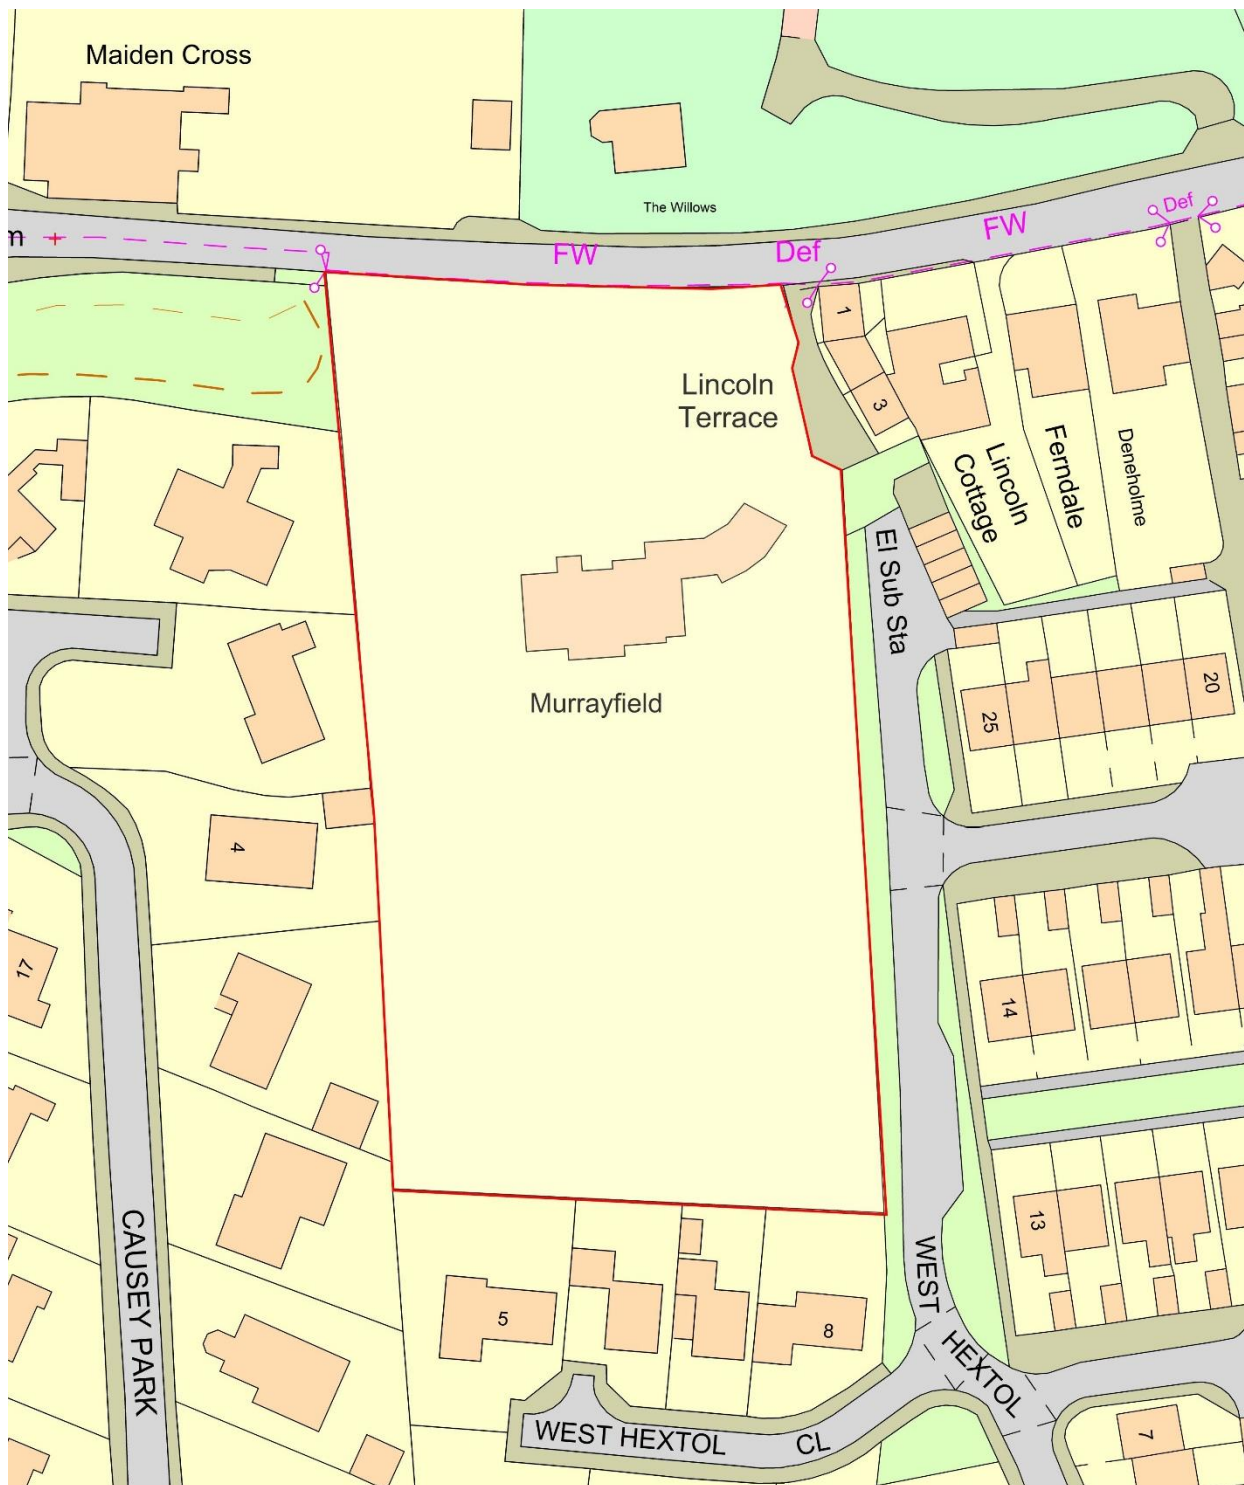 Maiden Cross
The Willows
m
FW
Def
FW
Def
1
3
Lincoln
Terrace
Lincoln
Cottage
Ferndale
Deneholme
El Sub Sta
Murrayfield
25
20
4
17
14
13
CAUSEY PARK
5
8
WEST HEXTOL
WEST HEXTOL CL
7